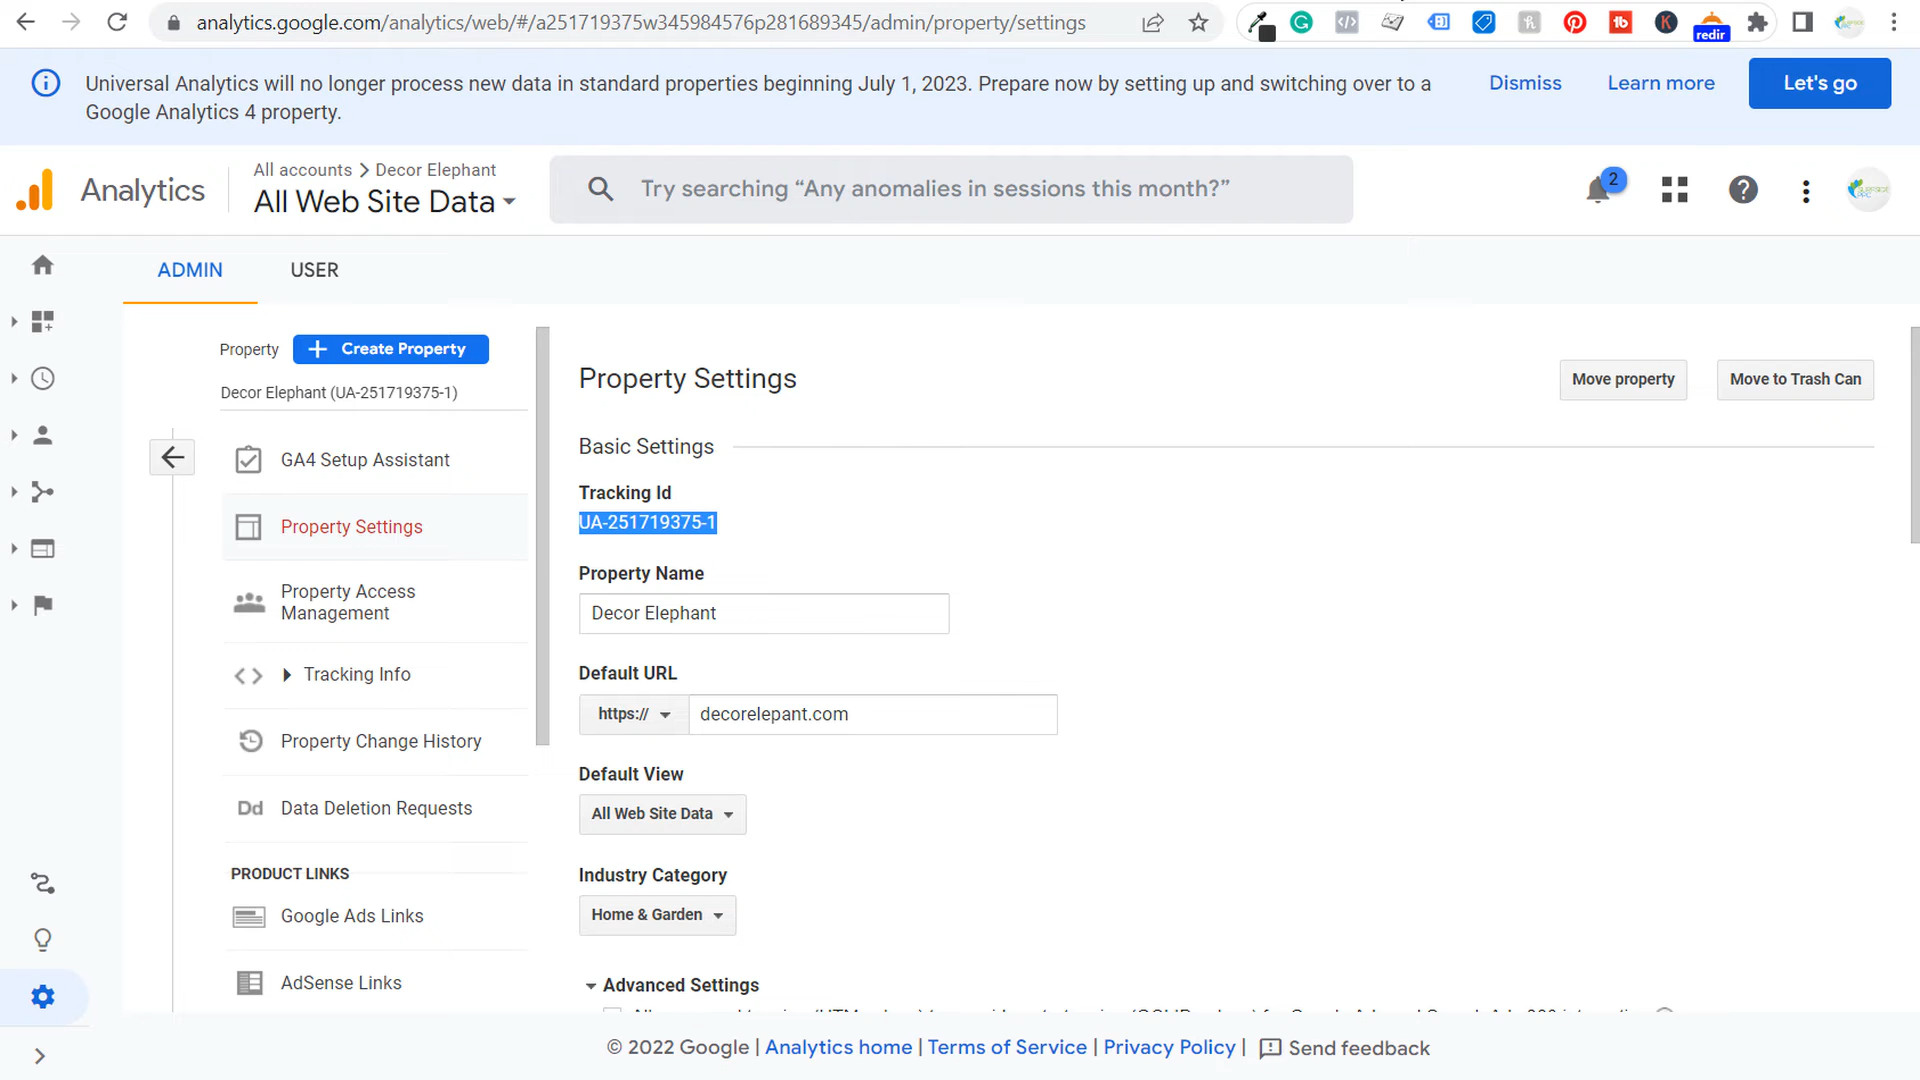 analytics.google.com/analytics/web/#/a251719375w345984576p281689345/admin/property/settings
redir
Universal Analytics will no longer process new data in standard properties beginning July 1, 2023. Prepare now by setting up and switching over to a
Google Analytics 4 property.
Dismiss
Learn more
Let's go
Analytics
All accounts > Decor Elephant
All Web Site Data
Try searching “Any anomalies in sessions this month?”
2
ADMIN
USER
Property
Create Property
Decor Elephant (UA-251719375-1)
GA4 Setup Assistant
Property Settings
Property Access
Management
Tracking Info
Property Change History
Dd Data Deletion Requests
PRODUCT LINKS
Google Ads Links
AdSense Links
Property Settings
Move property
Move to Trash Can
Basic Settings
Tracking Id
UA-251719375-1
Property Name
Decor Elephant
Default URL
https://
decorelepant.com
Default View
All Web Site Data
Industry Category
Home & Garden
Advanced Settings
© 2022 Google | Analytics home | Terms of Service | Privacy Policy | Send feedback